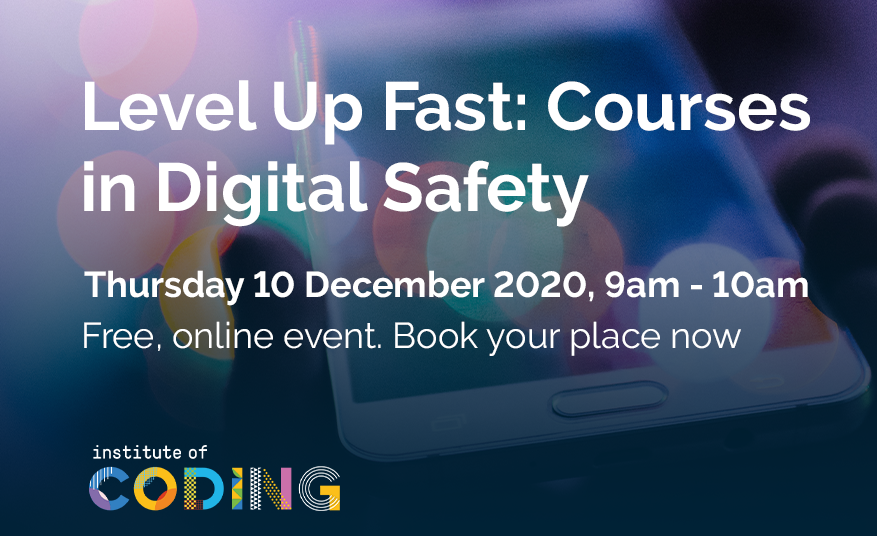 Level Up Fast: Courses
in Digital Safety
Thursday 10 December 2020, 9am - 10am
Free, online event. Book your place now
institute of
CODING